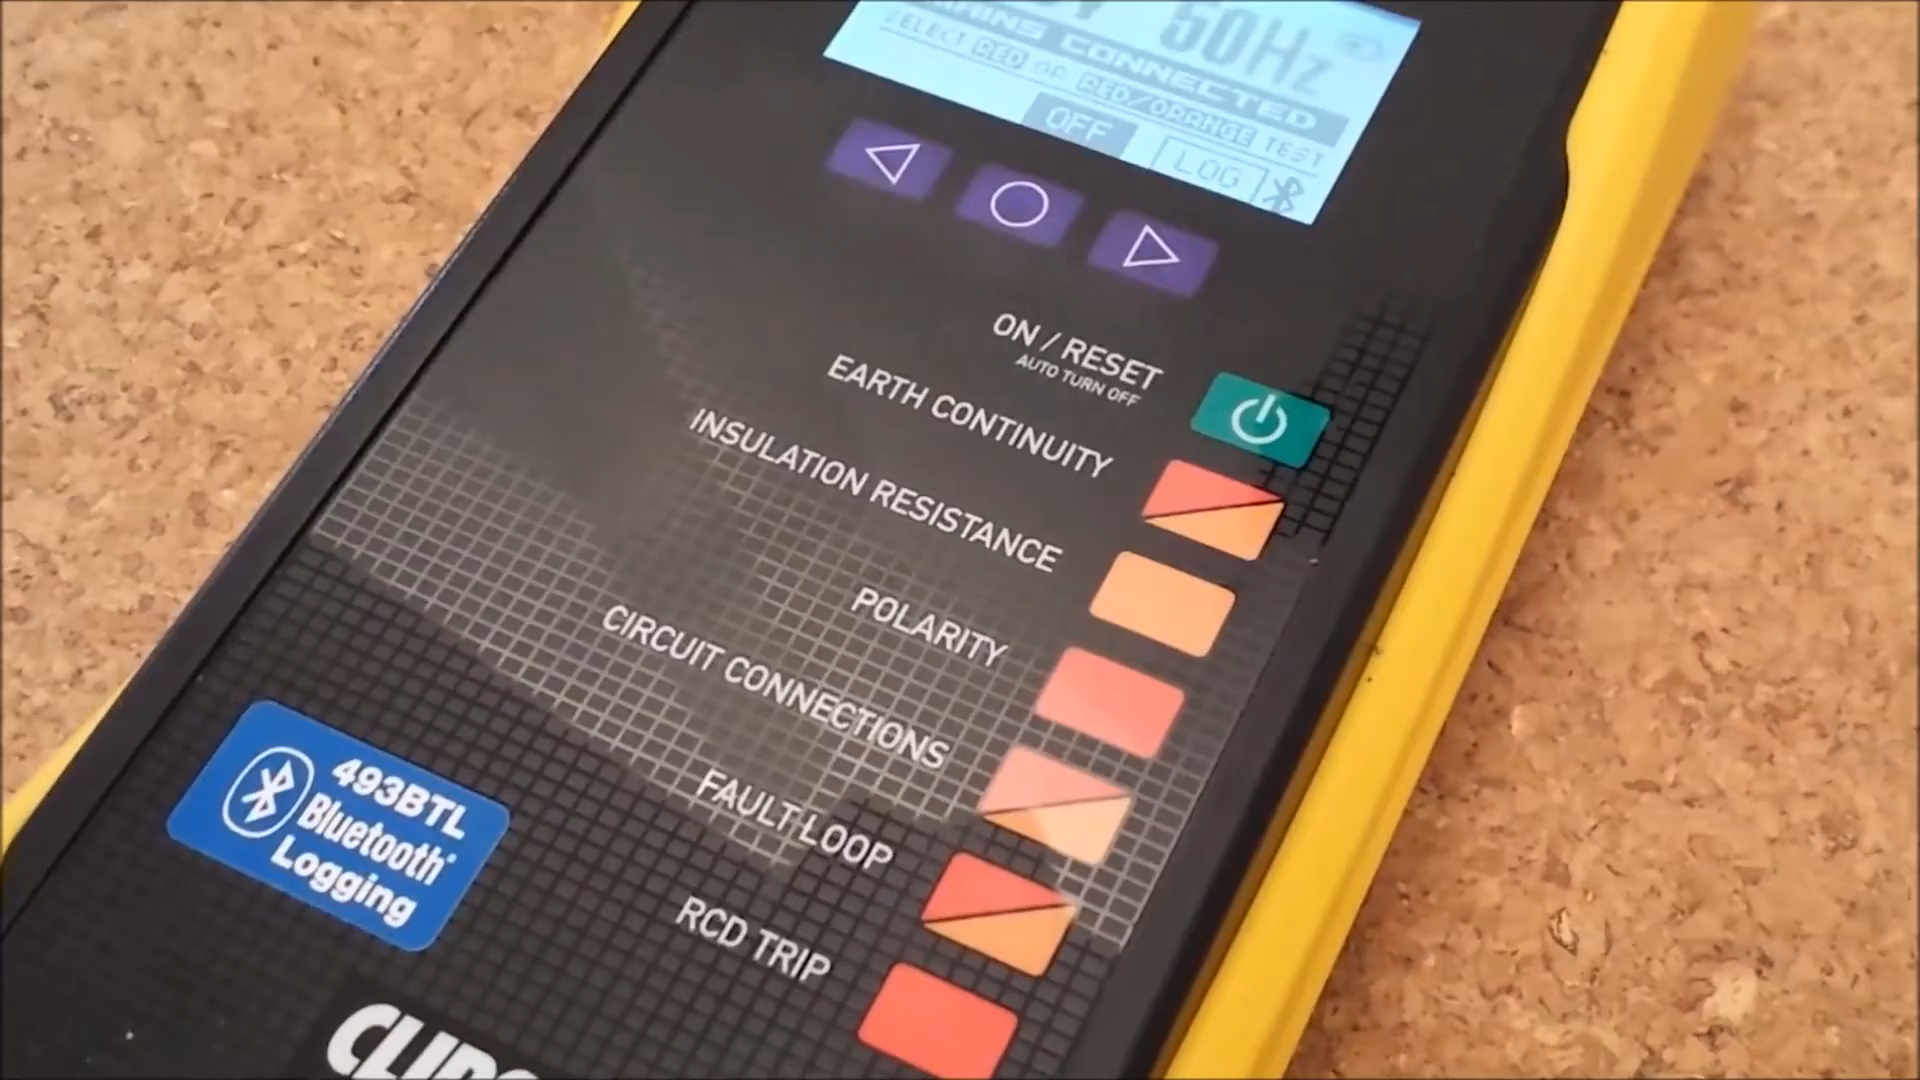 50Hz
MAINS CONNECTED
SELECT RED OR RED/ORANGE TEST
OFF
LOG
ON / RESET
AUTO TURN OFF
EARTH CONTINUITY
INSULATION RESISTANCE
POLARITY
CIRCUIT CONNECTIONS
FAULT LOOP
RCD TRIP
493BTL
Bluetooth®
Logging